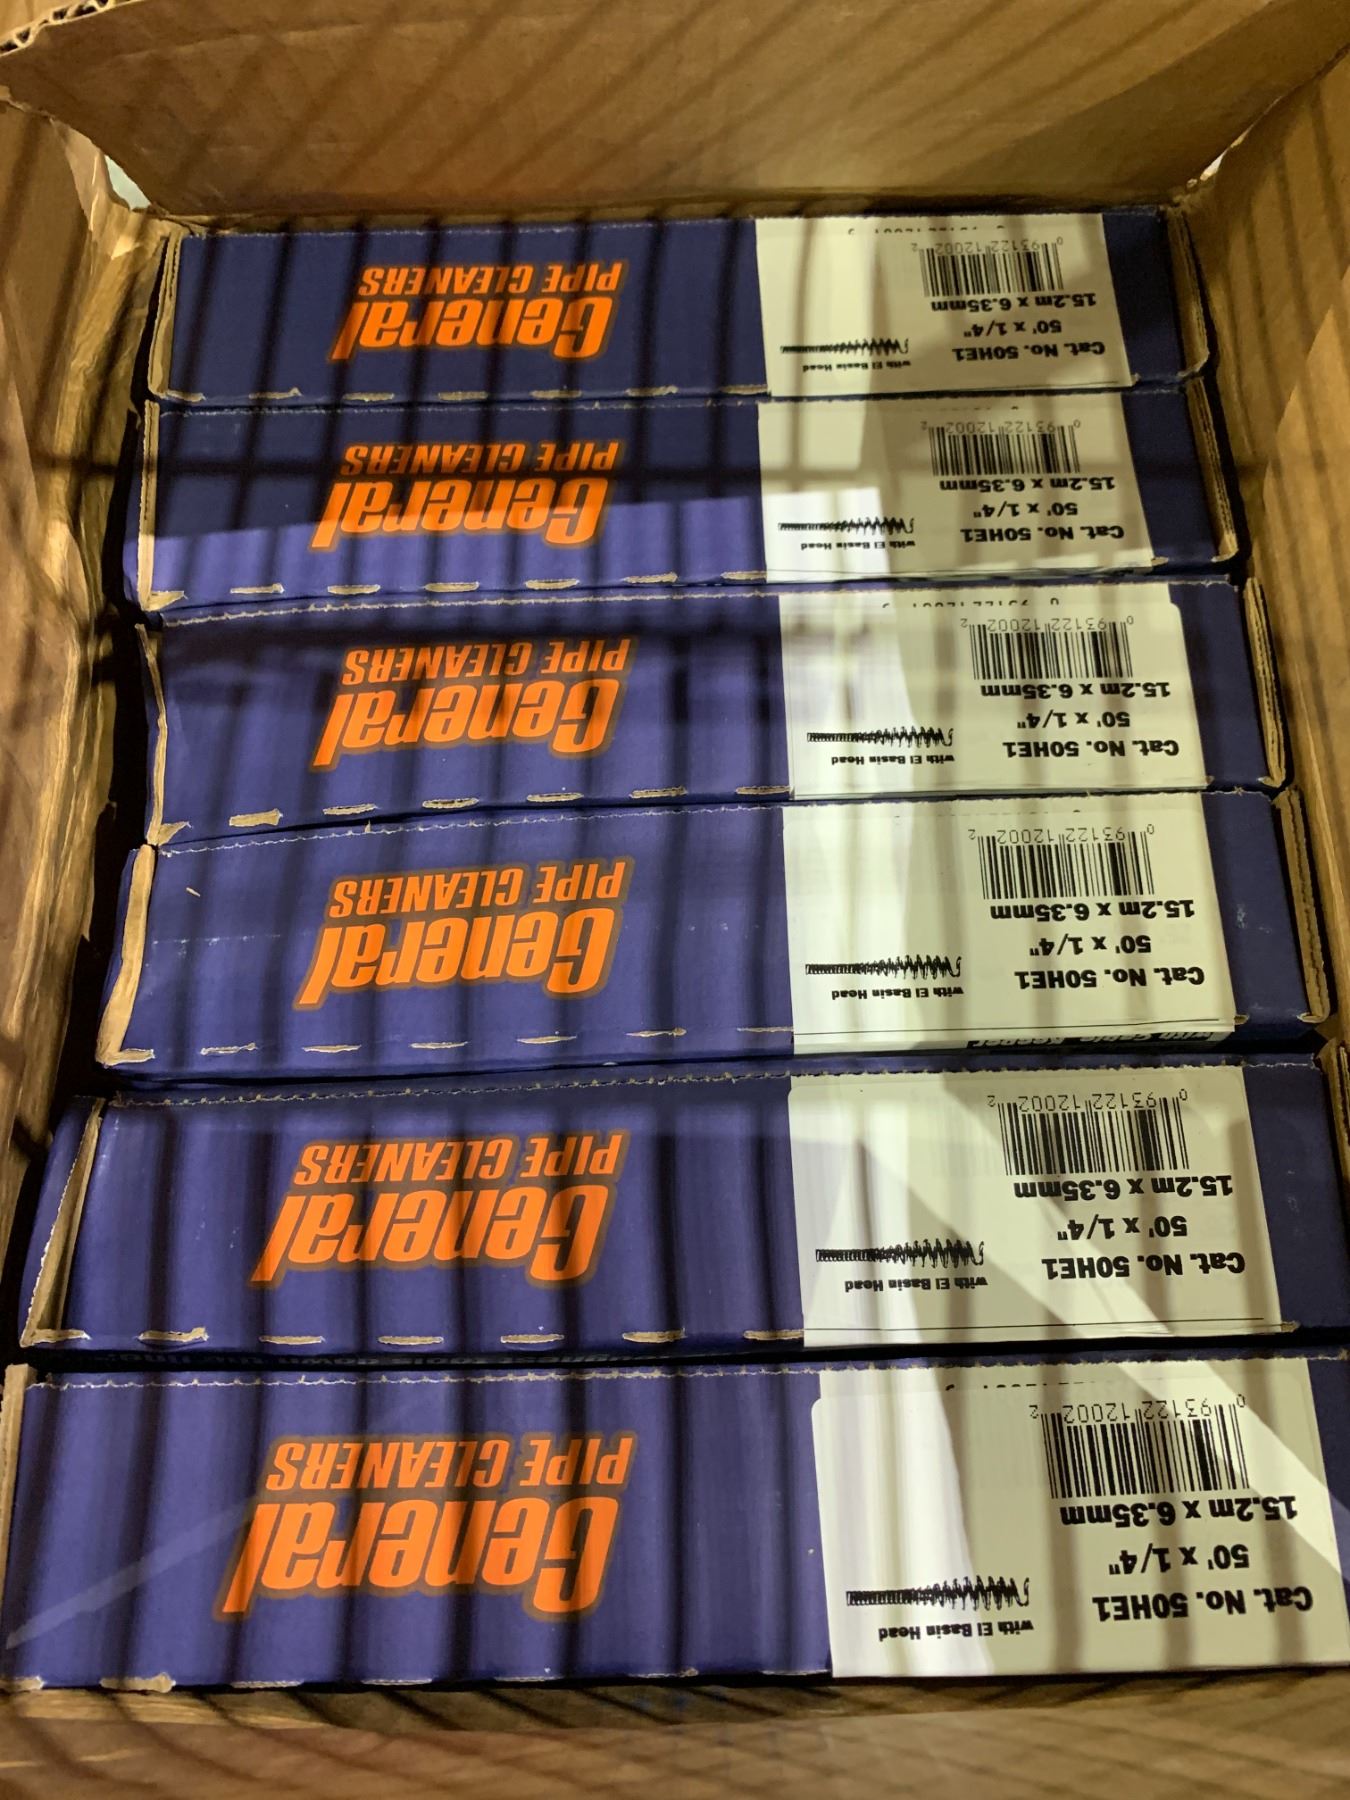 General
PIPE CLEANERS
with El Basin Head
Cat. No. 50HE1
50' x 1/4"
15.2m x 6.35mm
0 93122 12002 2
General
PIPE CLEANERS
with El Basin Head
Cat. No. 50HE1
50' x 1/4"
15.2m x 6.35mm
0 93122 12002 2
General
PIPE CLEANERS
with El Basin Head
Cat. No. 50HE1
50' x 1/4"
15.2m x 6.35mm
0 93122 12002 2
General
PIPE CLEANERS
with El Basin Head
Cat. No. 50HE1
50' x 1/4"
15.2m x 6.35mm
0 93122 12002 2
General
PIPE CLEANERS
with El Basin Head
Cat. No. 50HE1
50' x 1/4"
15.2m x 6.35mm
0 93122 12002 2
General
PIPE CLEANERS
with El Basin Head
Cat. No. 50HE1
50' x 1/4"
15.2m x 6.35mm
0 93122 12002 2